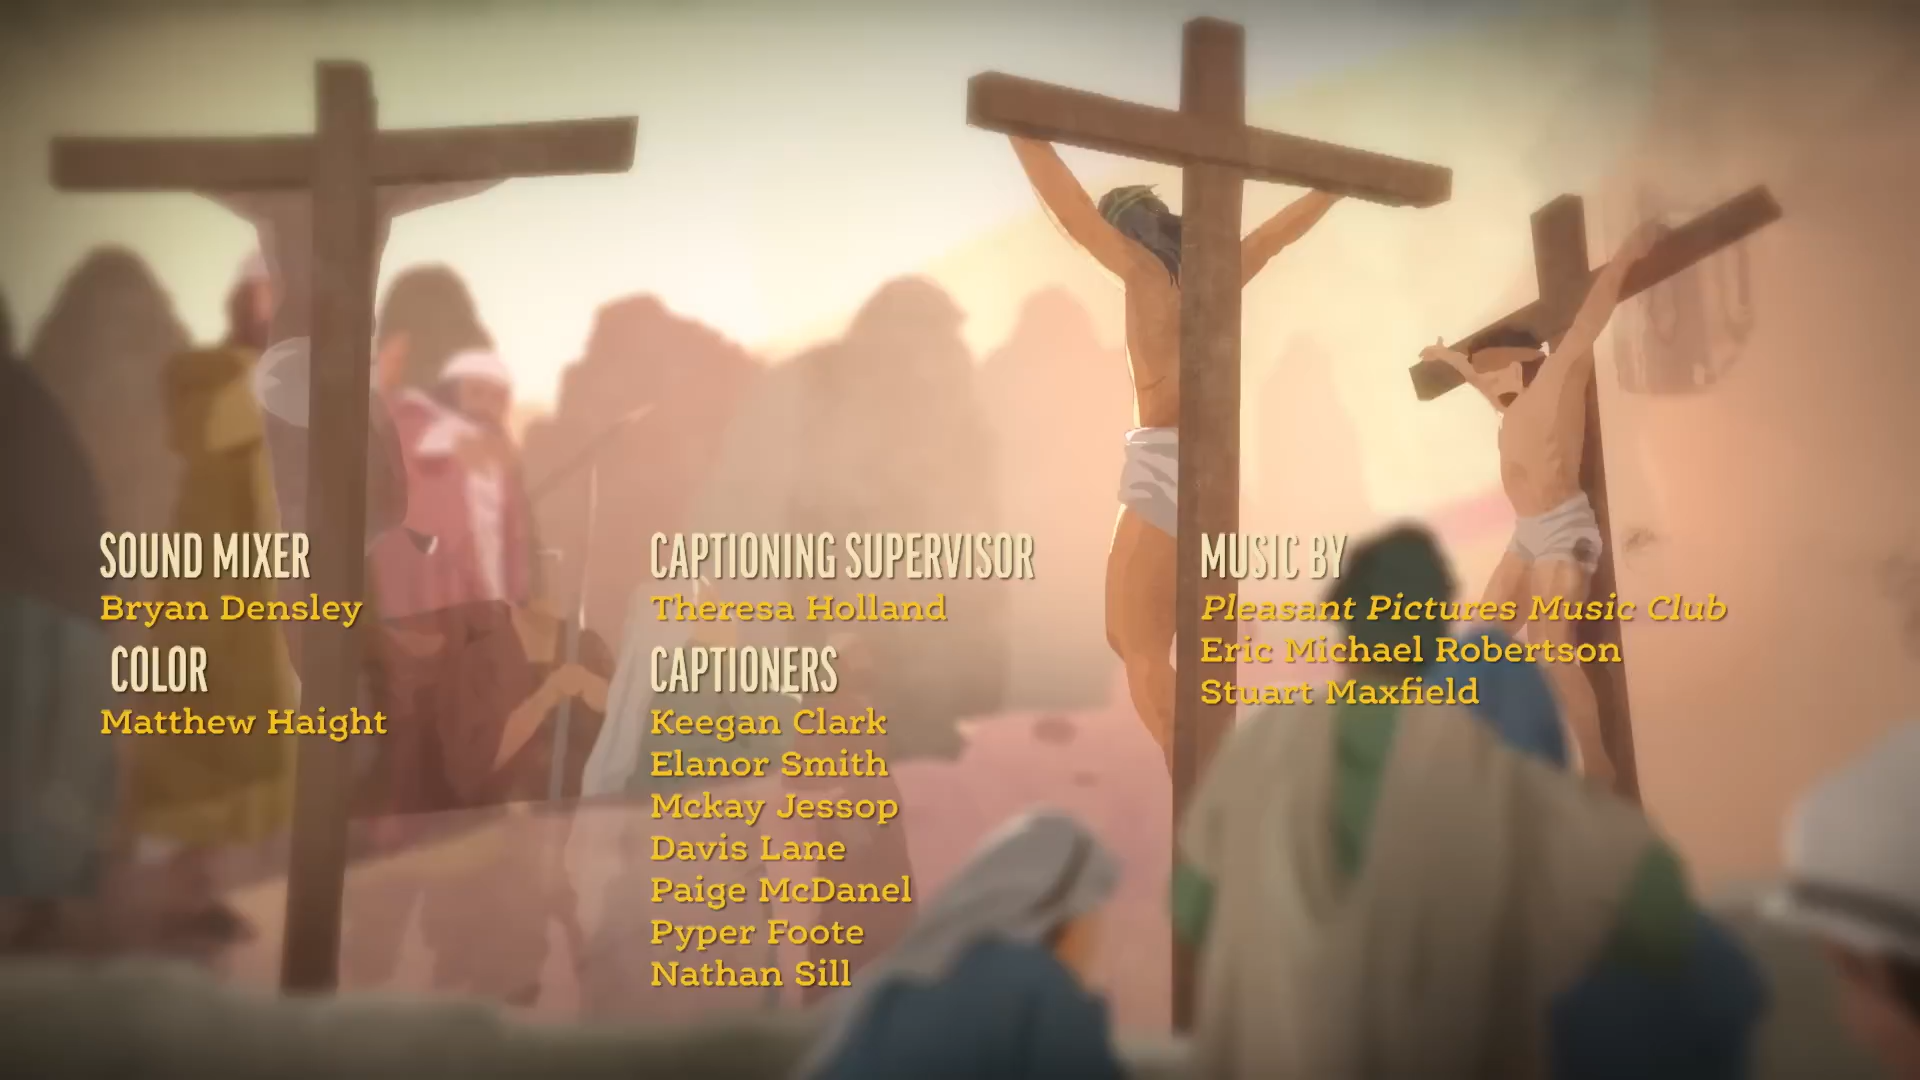 SOUND MIXER
Bryan Densley
COLOR
Matthew Haight
CAPTIONING SUPERVISOR
Theresa Holland
CAPTIONERS
Keegan Clark
Elanor Smith
Mckay Jessop
Davis Lane
Paige McDanel
Pyper Foote
Nathan Sill
MUSIC BY
Pleasant Pictures Music Club
Eric Michael Robertson
Stuart Maxfield